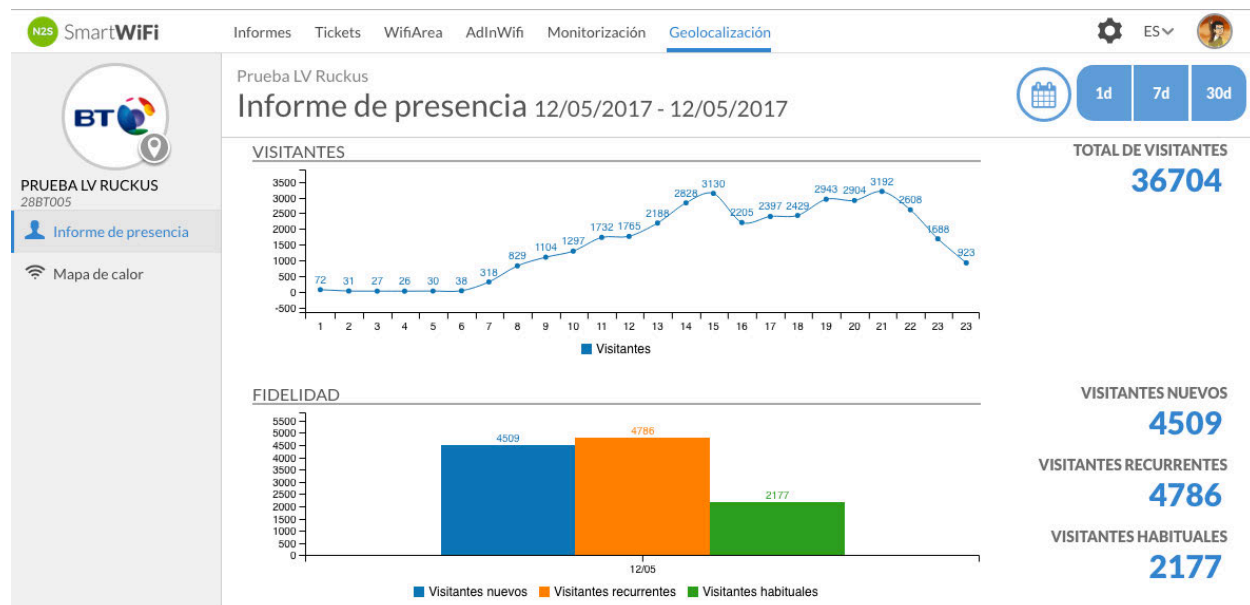 N2S SmartWiFi
Informes Tickets WifiArea AdInWifi Monitorización Geolocalización
ES
BT
PRUEBA LV RUCKUS
28BT005
Informe de presencia
Mapa de calor
Prueba LV Ruckus
Informe de presencia 12/05/2017 - 12/05/2017
1d 7d 30d
VISITANTES
3500
3000
2500
2000
1500
1000
500
0
-500
72 31 27 26 30 38 318 829 1104 1297 1732 1765 2188 2828 3130 2205 2397 2429 2943 2904 3192 2608 1688 923
1 2 3 4 5 6 7 8 9 10 11 12 13 14 15 16 17 18 19 20 21 22 23 23
Visitantes
TOTAL DE VISITANTES
36704
FIDELIDAD
5500
5000
4500
4000
3500
3000
2500
2000
1500
1000
500
0
4509 4786 2177
12/05
Visitantes nuevos Visitantes recurrentes Visitantes habituales
VISITANTES NUEVOS
4509
VISITANTES RECURRENTES
4786
VISITANTES HABITUALES
2177